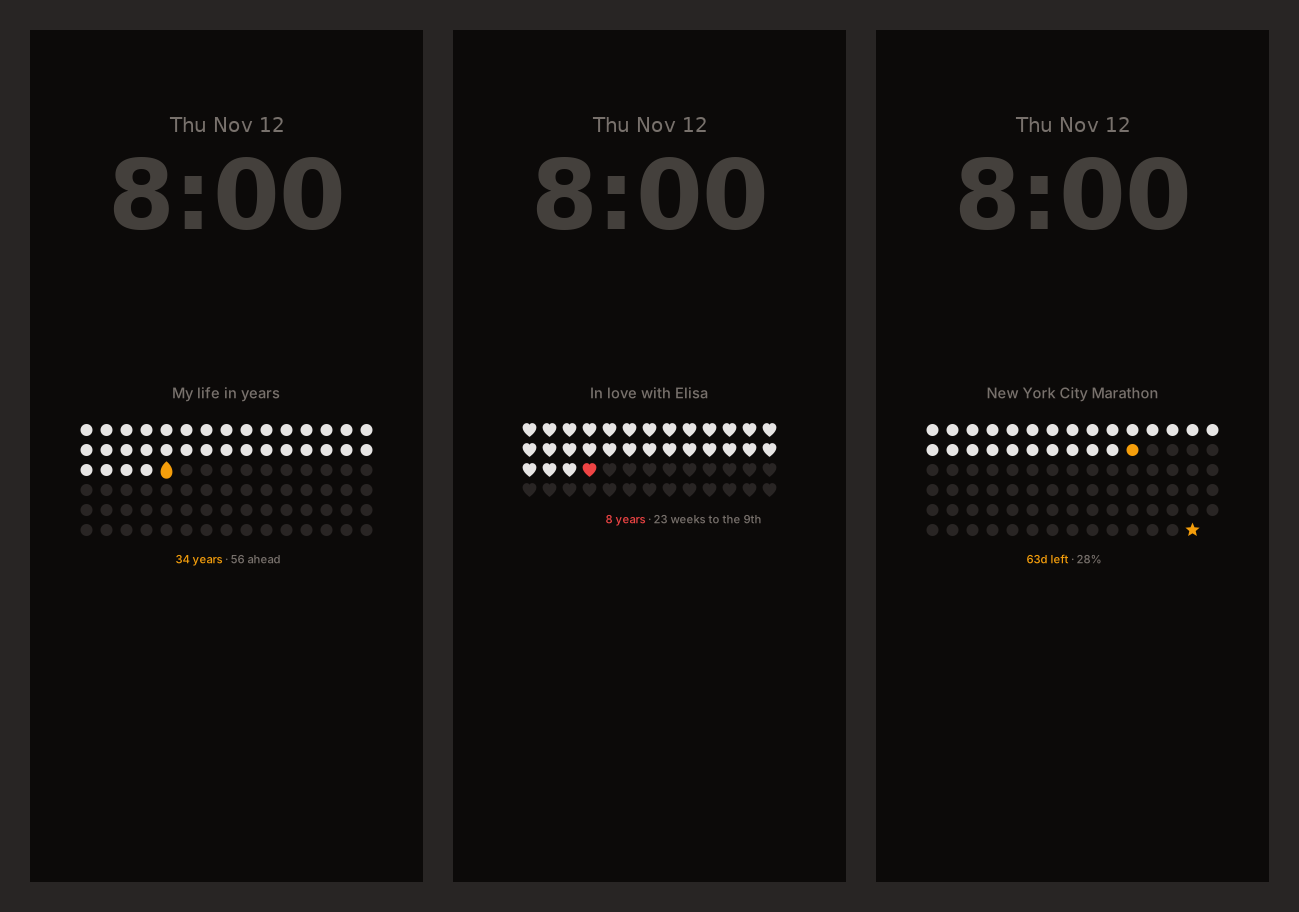 Thu Nov 12
8:00
My life in years
34 years · 56 ahead
Thu Nov 12
8:00
In love with Elisa
8 years · 23 weeks to the 9th
Thu Nov 12
8:00
New York City Marathon
63d left · 28%